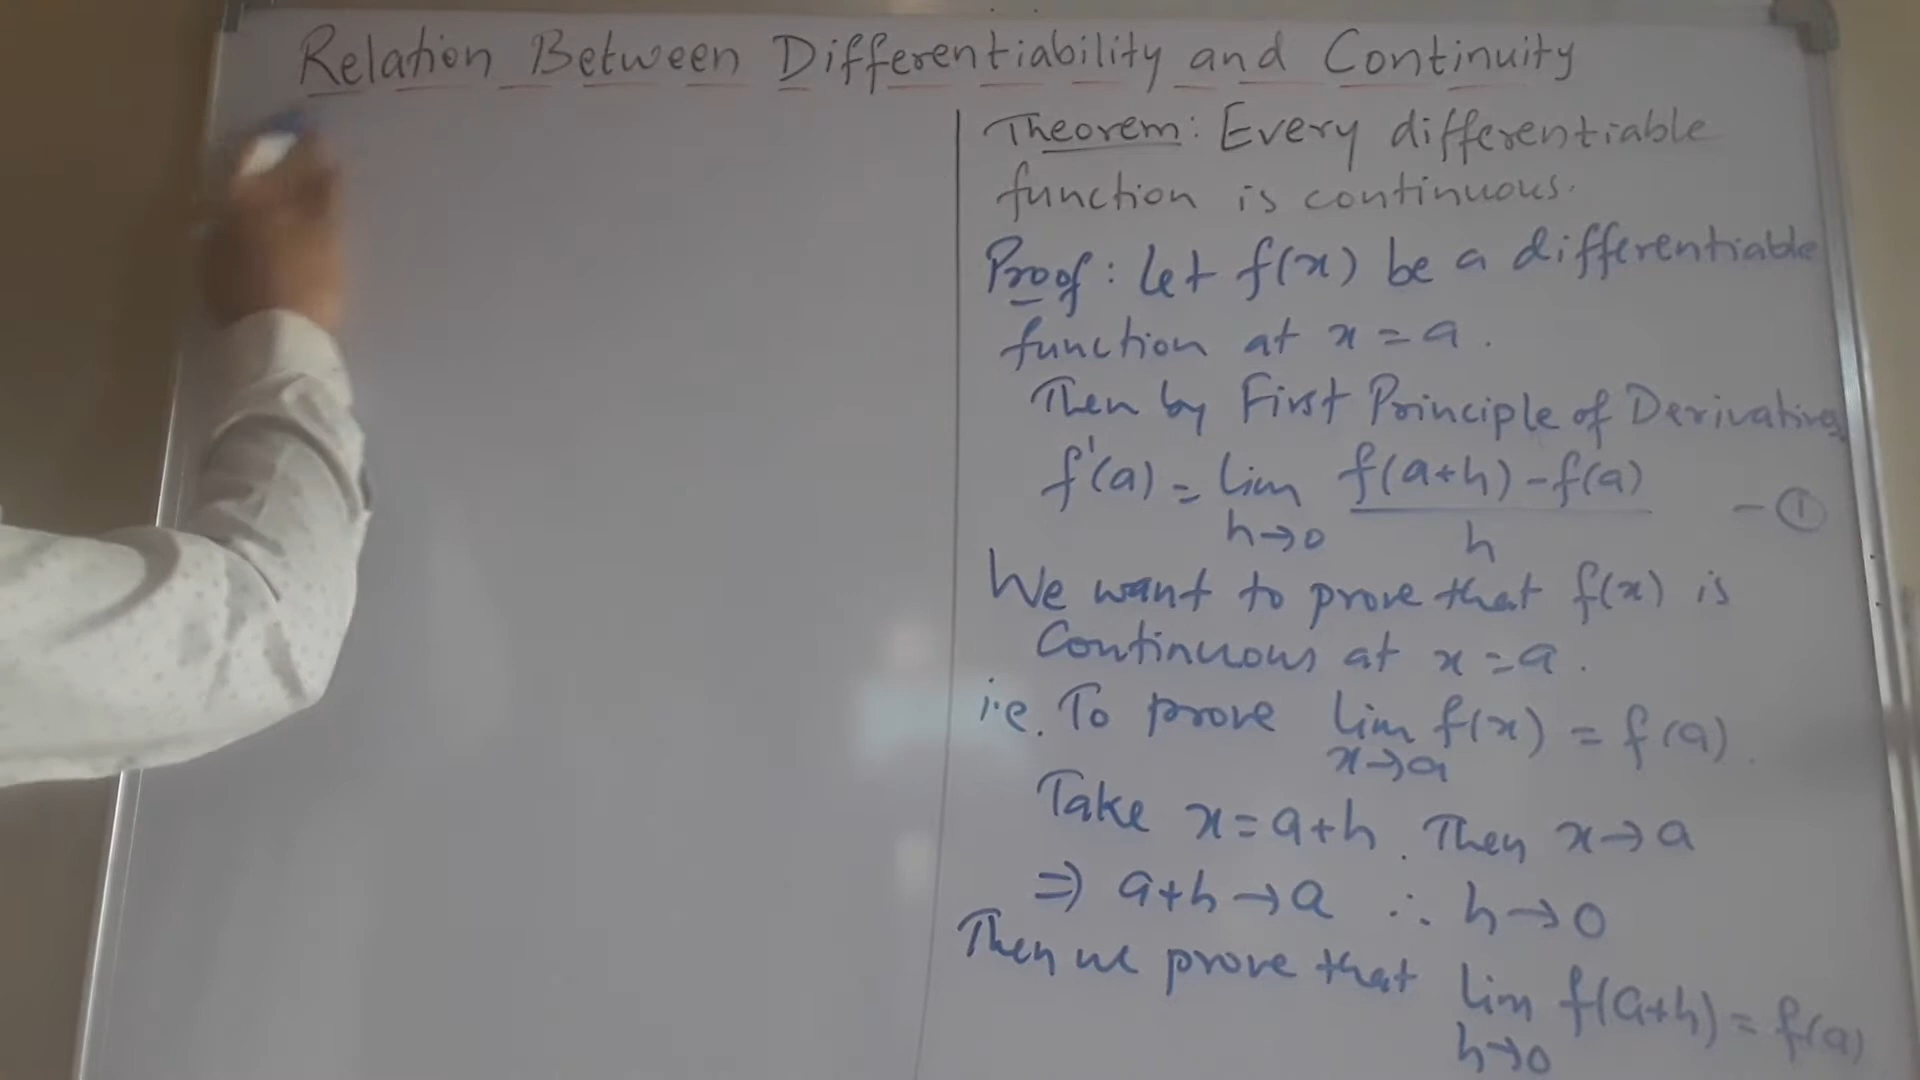 Relation Between Differentiability and Continuity
Theorem: Every differentiable
function is continuous.
Proof: Let f(x) be a differentiable
function at x = a.
Then by First Principle of Derivative
f'(a) = lim f(a+h) - f(a) - ①
h→0 h
We want to prove that f(x) is
Continuous at x = a.
i.e. To prove lim f(x) = f(a).
x→a
Take x = a+h. Then x→a
⇒ a+h→a ∴ h→0
Then we prove that lim f(a+h) = f(a)
h→0